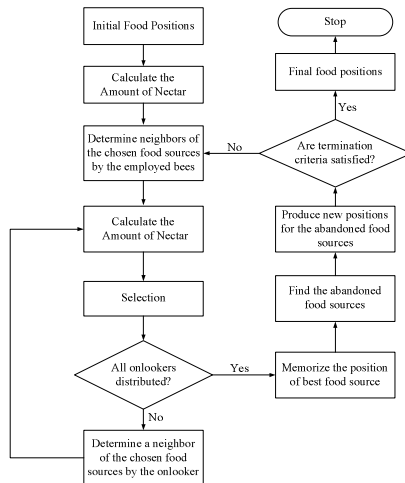 Initial Food Positions
Calculate the
Amount of Nectar
Determine neighbors of
the chosen food sources
by the employed bees
Calculate the
Amount of Nectar
Selection
All onlookers
distributed?
No
Determine a neighbor
of the chosen food
sources by the onlooker
Yes
Memorize the position
of best food source
Find the abandoned
food sources
Produce new positions
for the abandoned food
sources
Are termination
criteria satisfied?
No
Yes
Final food positions
Stop